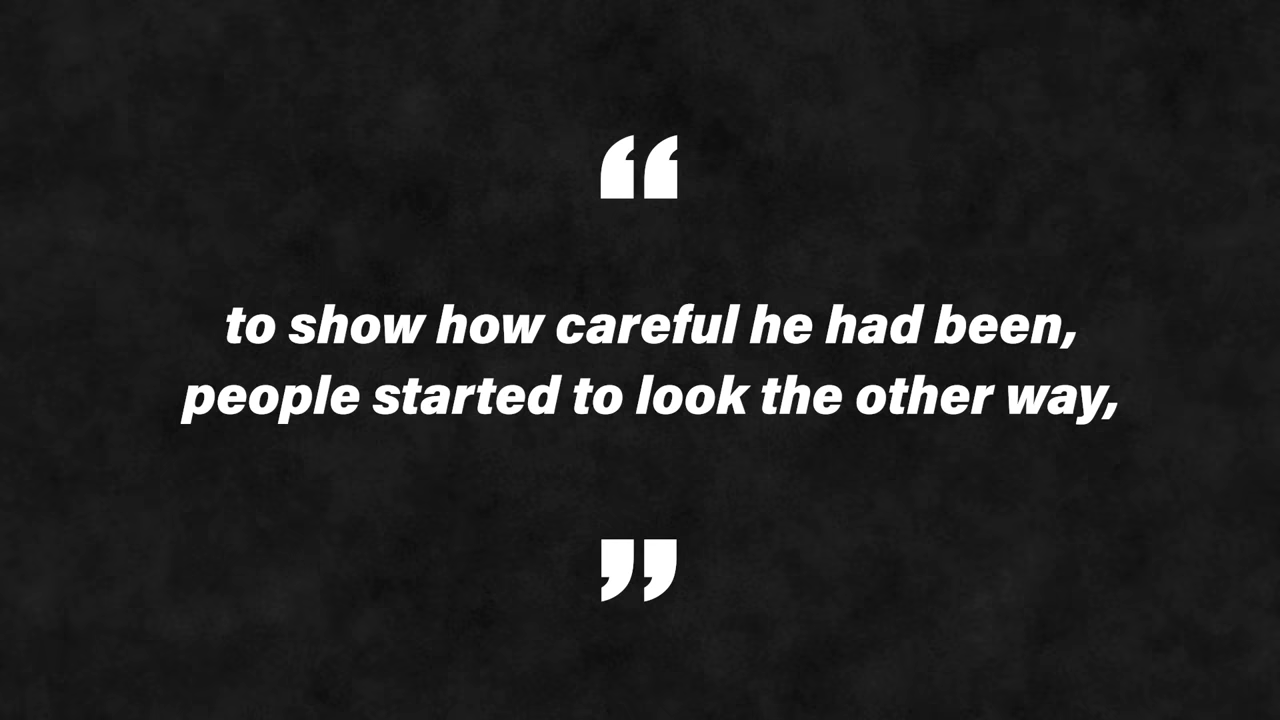 “
to show how careful he had been,
people started to look the other way,
”